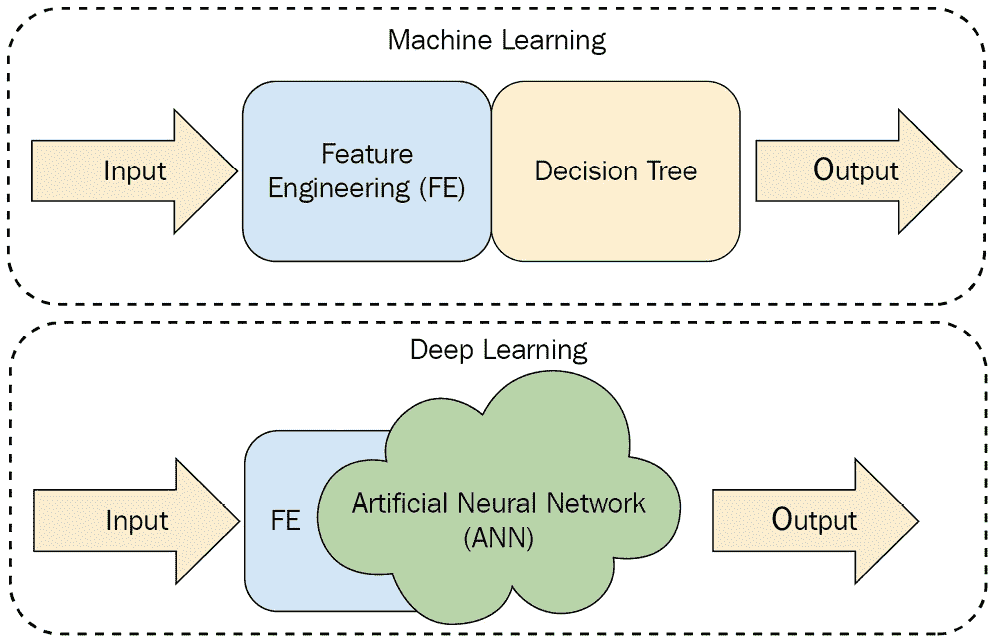 Machine Learning
Input
Feature
Engineering (FE)
Decision Tree
Output
Deep Learning
Input
FE
Artificial Neural Network
(ANN)
Output